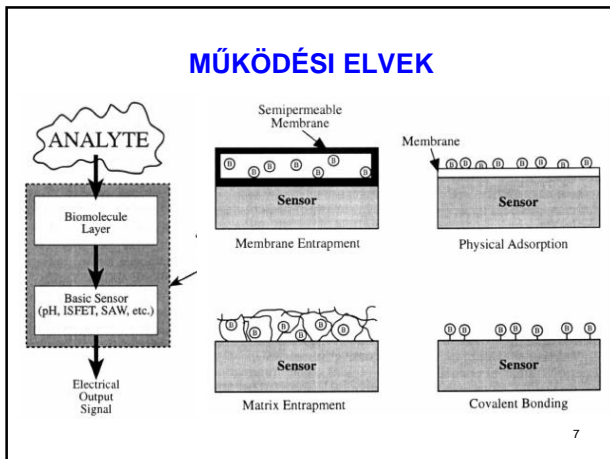 MŰKÖDÉSI ELVEK
ANALYTE
Biomolecule
Layer
Basic Sensor
(pH, ISFET, SAW, etc.)
Electrical
Output
Signal
Semipermeable
Membrane
B B B B B B B
Sensor
Membrane Entrapment
Membrane
B B B B B B B B
Sensor
Physical Adsorption
B B B B B B
Sensor
Matrix Entrapment
B B B B B B
Sensor
Covalent Bonding
7